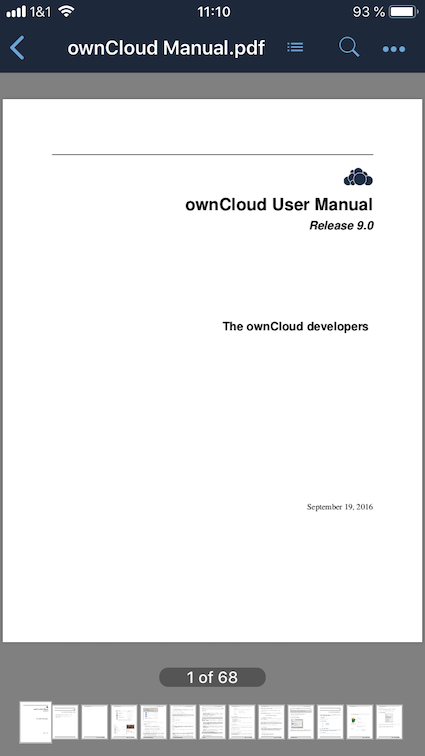 1&1 11:10 93 %
ownCloud Manual.pdf
ownCloud User Manual
Release 9.0
The ownCloud developers
September 19, 2016
1 of 68